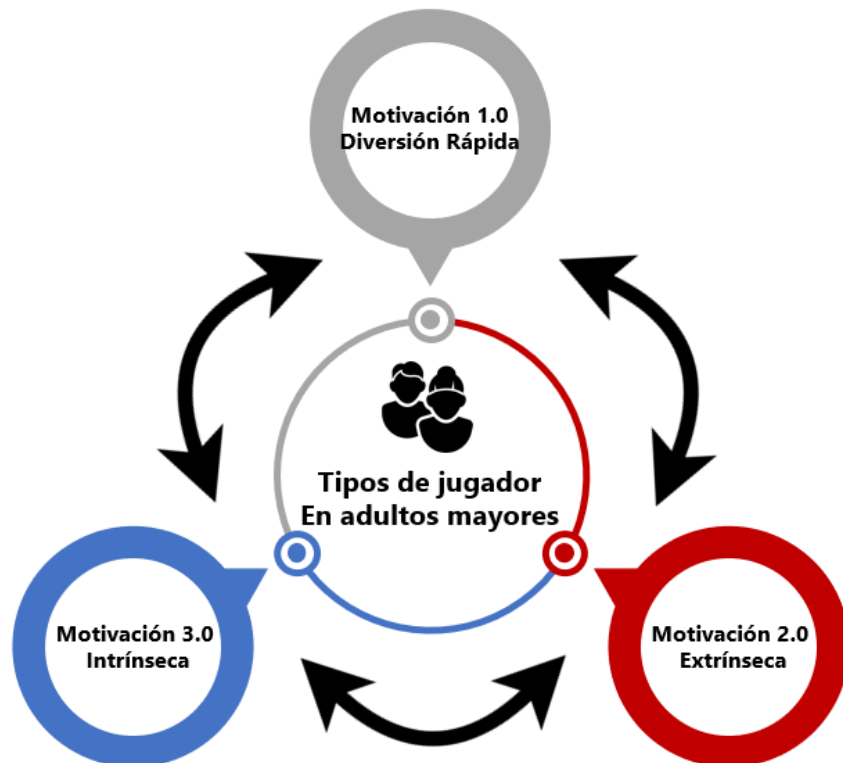 Motivación 1.0
Diversión Rápida
Tipos de jugador
En adultos mayores
Motivación 3.0
Intrínseca
Motivación 2.0
Extrínseca